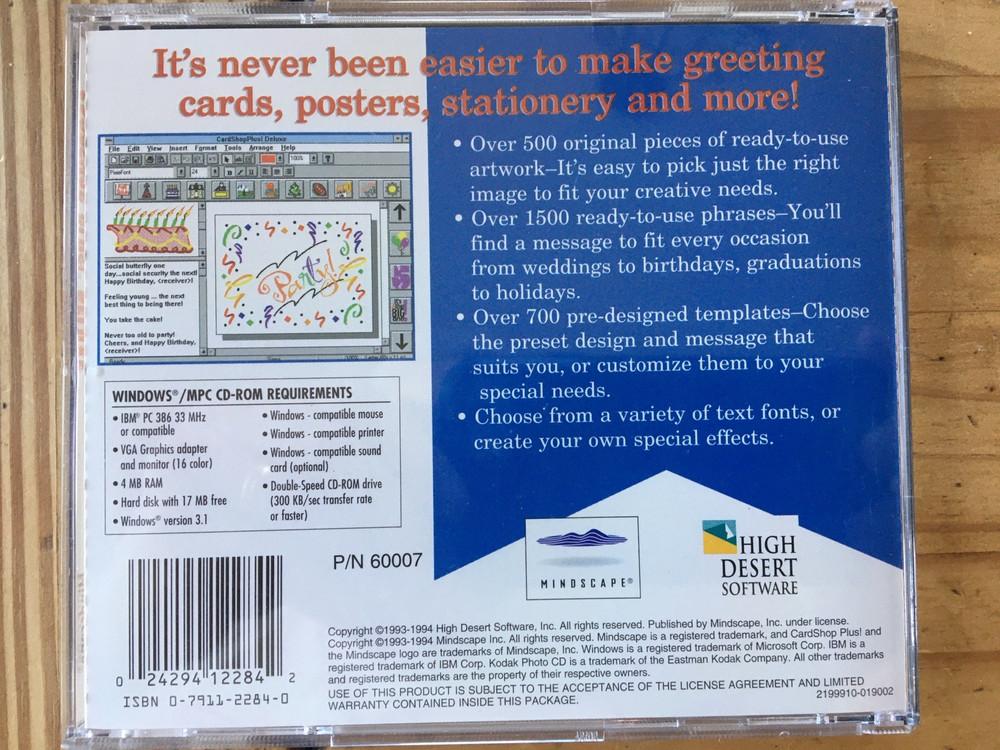 It's never been easier to make greeting
cards, posters, stationery and more!
CardShopPlus! Deluxe
File Edit View Insert Format Tools Arrange Help
100%
PixieFont
24
Social butterfly one
day...social security the next!
Happy Birthday, <receiver>!
Feeling young ... the next
best thing to being there!
You take the cake!
Never too old to party!
Cheers, and Happy Birthday,
<receiver>!
Ready
Party!
• Over 500 original pieces of ready-to-use
artwork–It's easy to pick just the right
image to fit your creative needs.
• Over 1500 ready-to-use phrases–You'll
find a message to fit every occasion
from weddings to birthdays, graduations
to holidays.
• Over 700 pre-designed templates–Choose
the preset design and message that
suits you, or customize them to your
special needs.
• Choose from a variety of text fonts, or
create your own special effects.
WINDOWS®/MPC CD-ROM REQUIREMENTS
• IBM® PC 386 33 MHz
or compatible
• VGA Graphics adapter
and monitor (16 color)
• 4 MB RAM
• Hard disk with 17 MB free
• Windows® version 3.1
• Windows - compatible mouse
• Windows - compatible printer
• Windows - compatible sound
card (optional)
• Double-Speed CD-ROM drive
(300 KB/sec transfer rate
or faster)
P/N 60007
MINDSCAPE®
HIGH
DESERT
SOFTWARE
0 24294 12284 2
ISBN 0-7911-2284-0
Copyright ©1993-1994 High Desert Software, Inc. All rights reserved. Published by Mindscape, Inc. under license.
Copyright ©1993-1994 Mindscape Inc. All rights reserved. Mindscape is a registered trademark, and CardShop Plus! and
the Mindscape logo are trademarks of Mindscape, Inc. Windows is a registered trademark of Microsoft Corp. IBM is a
registered trademark of IBM Corp. Kodak Photo CD is a trademark of the Eastman Kodak Company. All other trademarks
and registered trademarks are the property of their respective owners.
USE OF THIS PRODUCT IS SUBJECT TO THE ACCEPTANCE OF THE LICENSE AGREEMENT AND LIMITED
WARRANTY CONTAINED INSIDE THIS PACKAGE.
2199910-019002